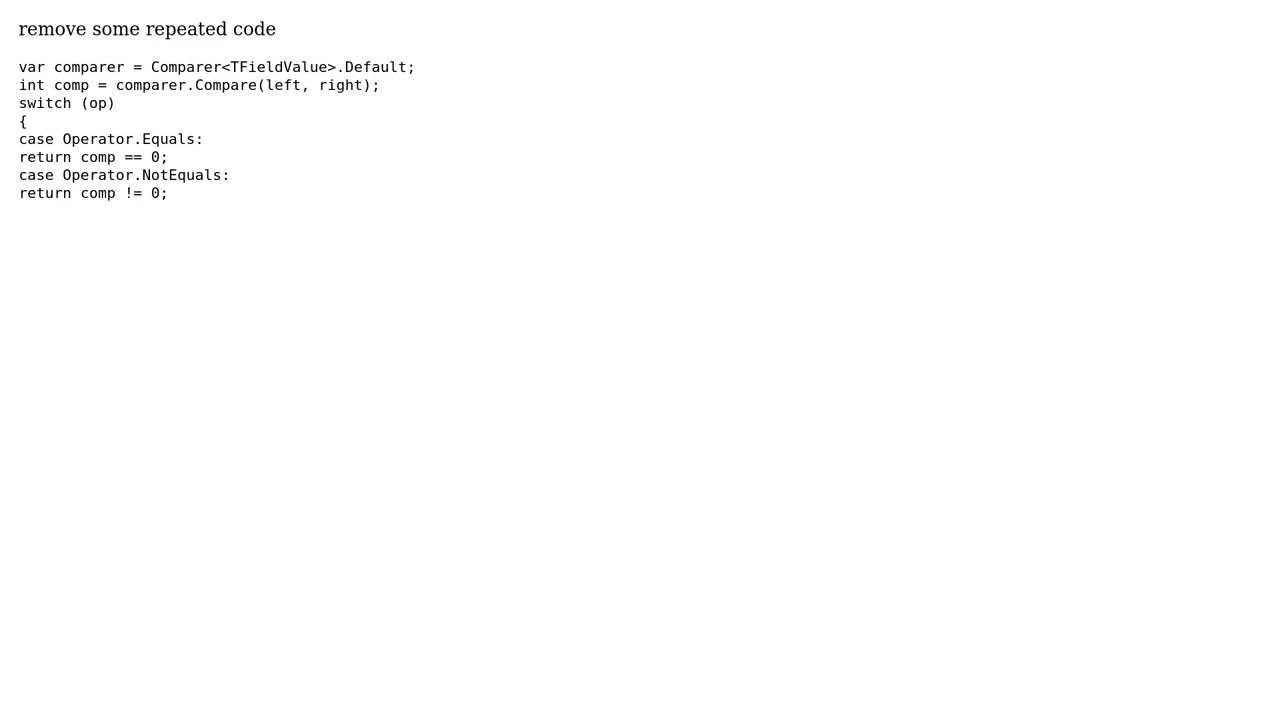 remove some repeated code
var comparer = Comparer<TFieldValue>.Default;
int comp = comparer.Compare(left, right);
switch (op)
{
case Operator.Equals:
return comp == 0;
case Operator.NotEquals:
return comp != 0;